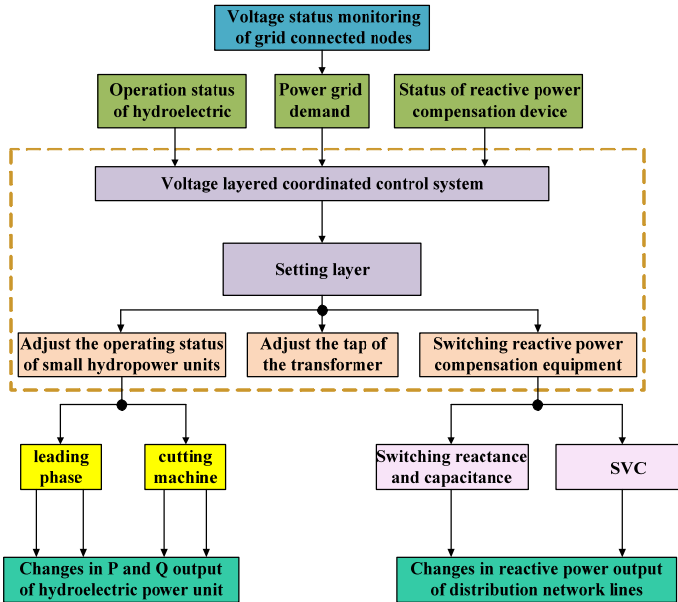 Voltage status monitoring
of grid connected nodes
Operation status
of hydroelectric
Power grid
demand
Status of reactive power
compensation device
Voltage layered coordinated control system
Setting layer
Adjust the operating status
of small hydropower units
Adjust the tap of
the transformer
Switching reactive power
compensation equipment
leading
phase
cutting
machine
Switching reactance
and capacitance
SVC
Changes in P and Q output
of hydroelectric power unit
Changes in reactive power output
of distribution network lines